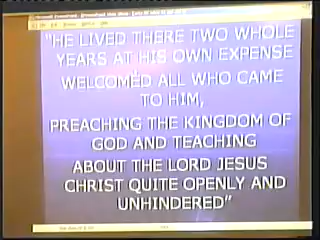 "HE LIVED THERE TWO WHOLE
YEARS AT HIS OWN EXPENSE
WELCOMED ALL WHO CAME
TO HIM,
PREACHING THE KINGDOM OF
GOD AND TEACHING
ABOUT THE LORD JESUS
CHRIST QUITE OPENLY AND
UNHINDERED"